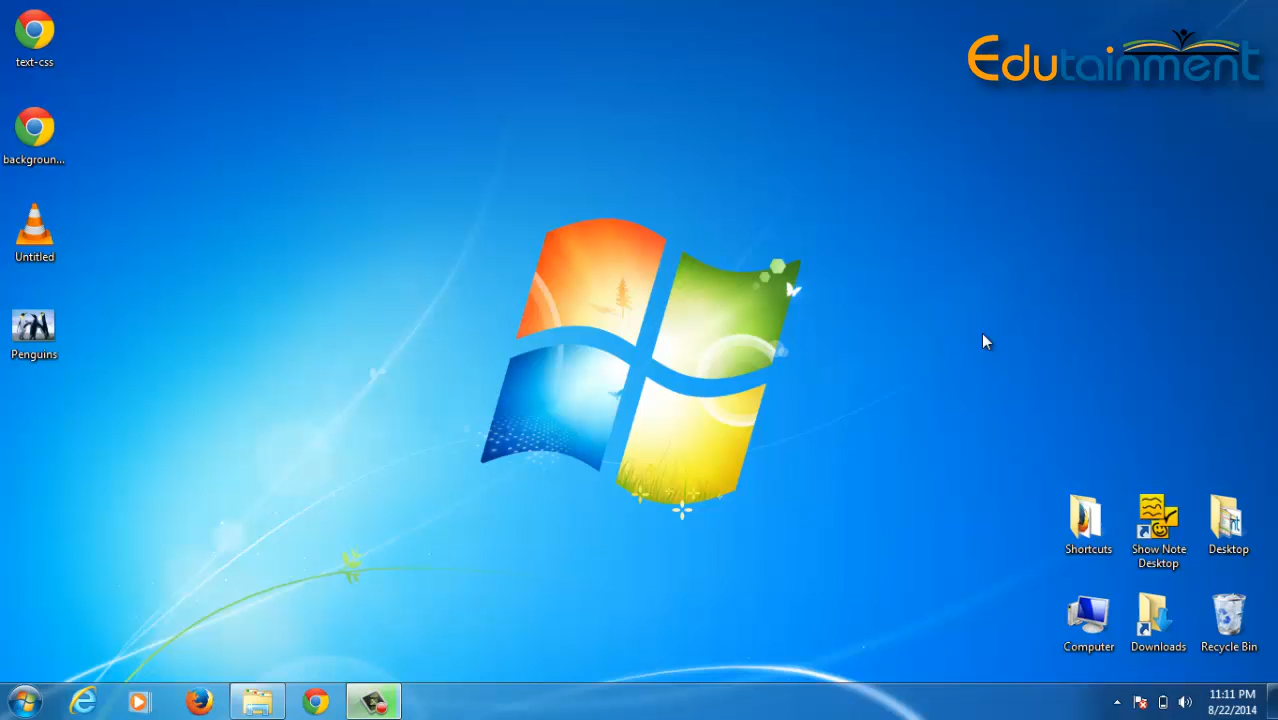 Edutainment
text-css
backgroun...
Untitled
Penguins
Shortcuts
Show Note
Desktop
Desktop
Computer
Downloads
Recycle Bin
11:11 PM
8/22/2014